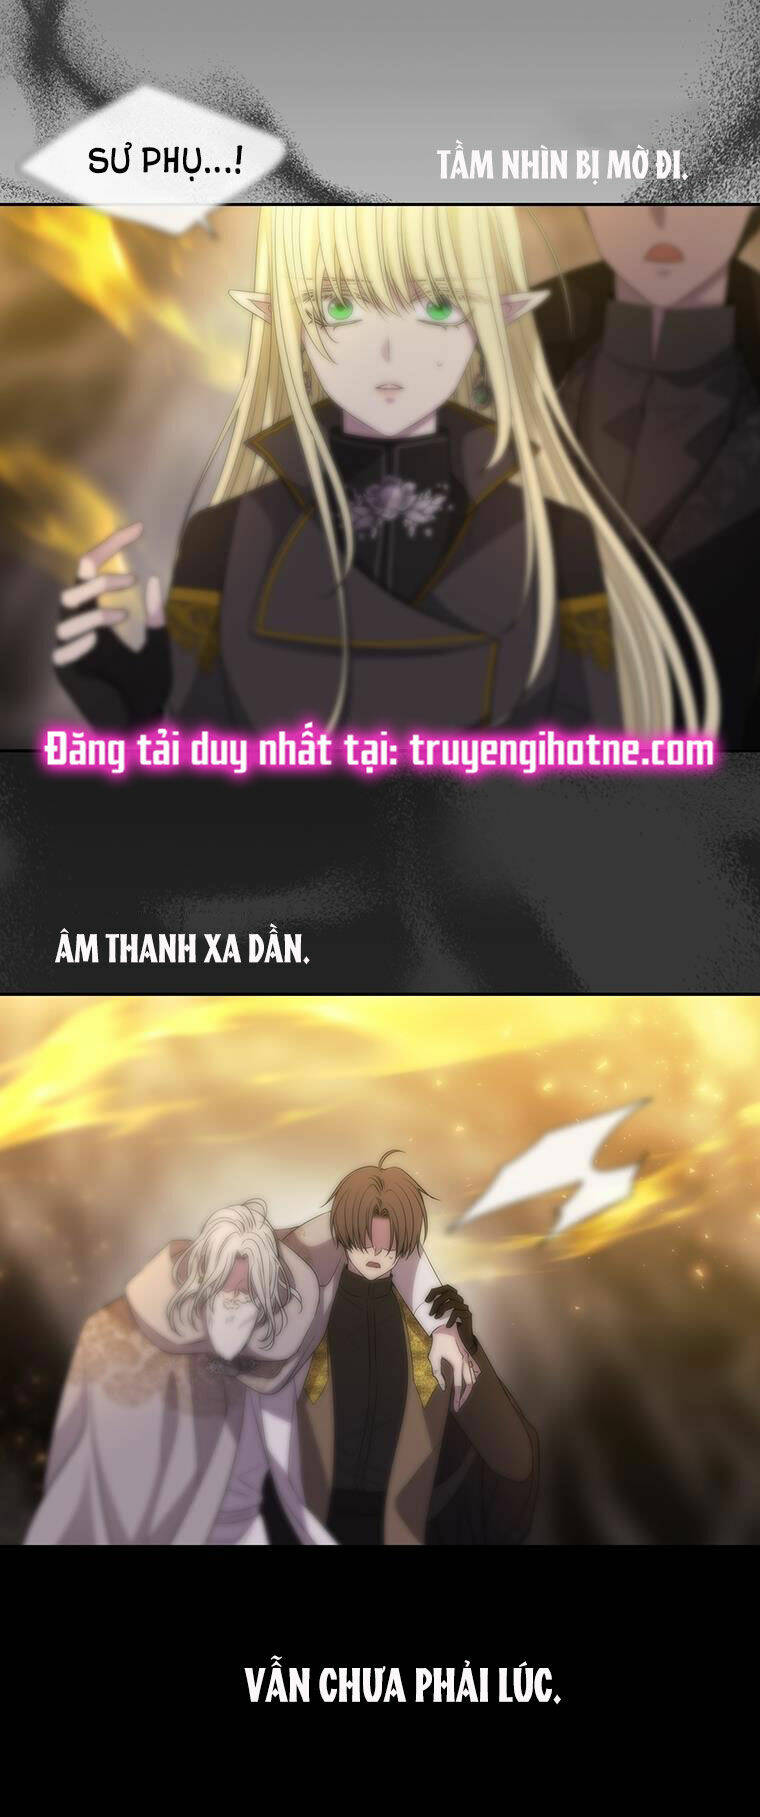 SƯ PHỤ...!
TẦM NHÌN BỊ MỜ ĐI.
Đăng tải duy nhất tại: truyengihotne.com
ÂM THANH XA DẦN.
VẪN CHƯA PHẢI LÚC.